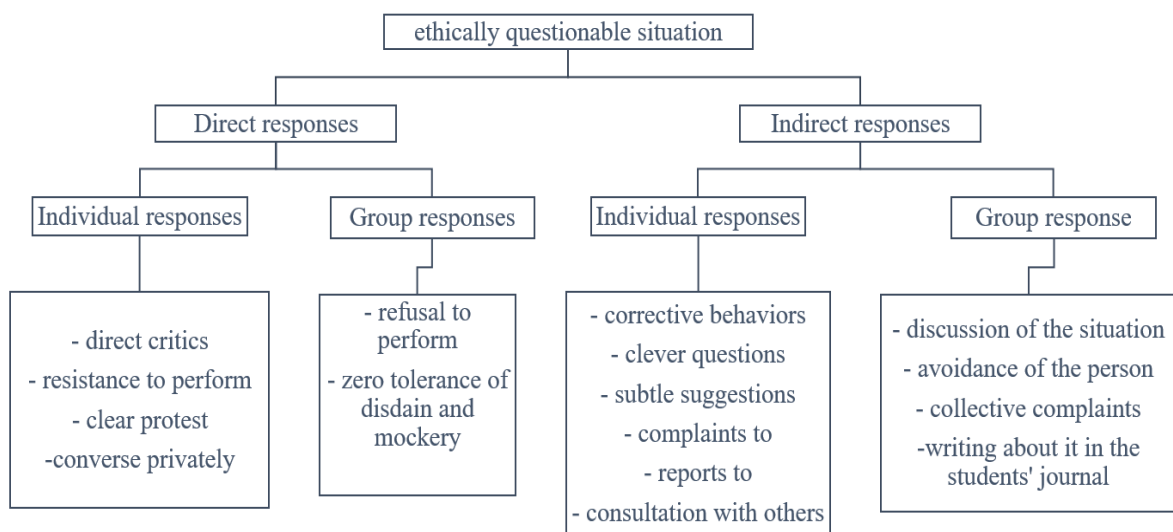 ethically questionable situation
Direct responses
Indirect responses
Individual responses
Group responses
Individual responses
Group response
- direct critics
- resistance to perform
- clear protest
-converse privately
- refusal to
perform
- zero tolerance of
disdain and
mockery
- corrective behaviors
- clever questions
- subtle suggestions
- complaints to
- reports to
- consultation with others
- discussion of the situation
- avoidance of the person
- collective complaints
-writing about it in the
students' journal